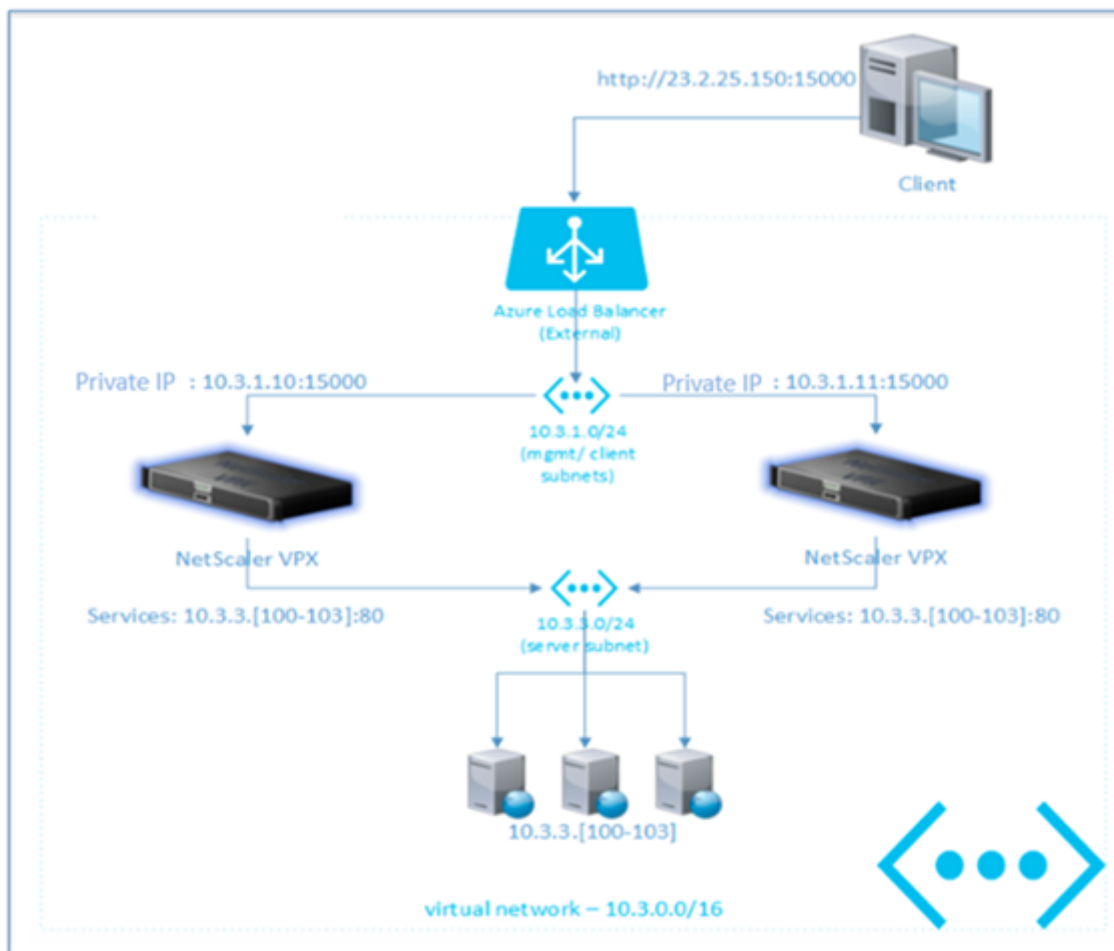 http://23.2.25.150:15000
Client
Azure Load Balancer
(External)
Private IP : 10.3.1.10:15000
Private IP : 10.3.1.11:15000
10.3.1.0/24
(mgmt/ client
subnets)
NetScaler VPX
NetScaler VPX
Services: 10.3.3.[100-103]:80
Services: 10.3.3.[100-103]:80
10.3.3.0/24
(server subnet)
10.3.3.[100-103]
virtual network – 10.3.0.0/16